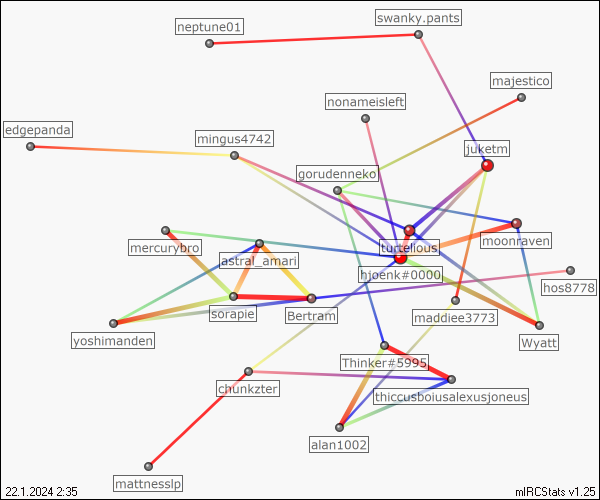 swanky.pants
neptune01
majestico
nonameisleft
edgepanda
mingus4742
juketm
gorudenneko
turtelious
moonraven
mercurybro
astral_amari
hjoenk#0000
hos8778
sorapie
Bertram
maddiee3773
yoshimanden
Wyatt
Thinker#5995
chunkzter
thiccusboiusalexusjoneus
alan1002
mattnesslp
22.1.2024 2:35
mIRCStats v1.25